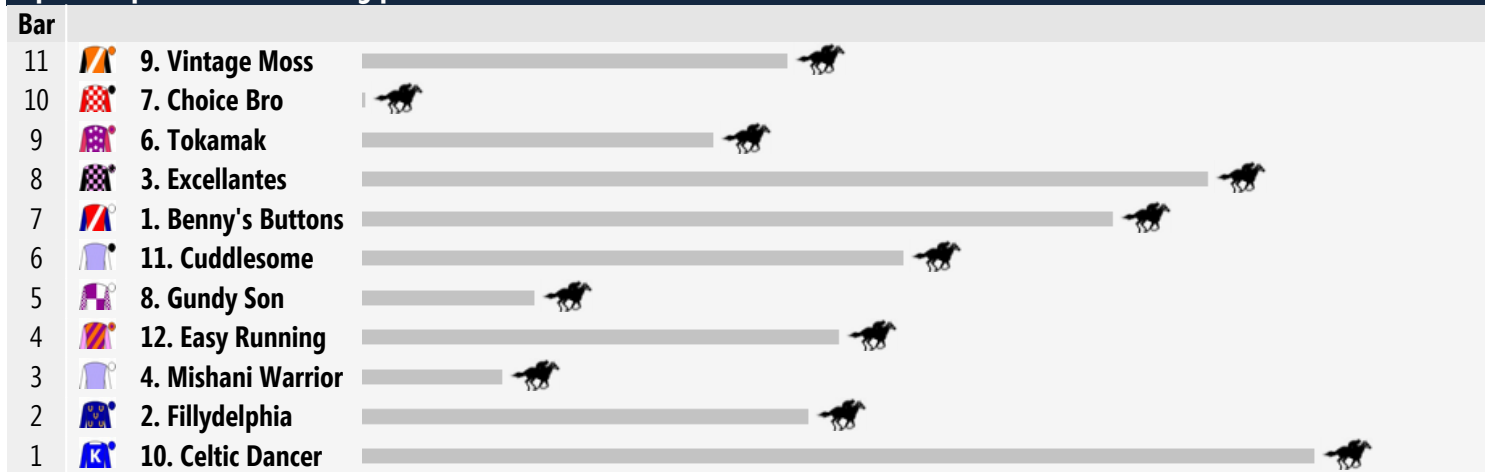 Bar
11 9. Vintage Moss
10 7. Choice Bro
9 6. Tokamak
8 3. Excellantes
7 1. Benny's Buttons
6 11. Cuddlesome
5 8. Gundy Son
4 12. Easy Running
3 4. Mishani Warrior
2 2. Fillydelphia
1 K 10. Celtic Dancer